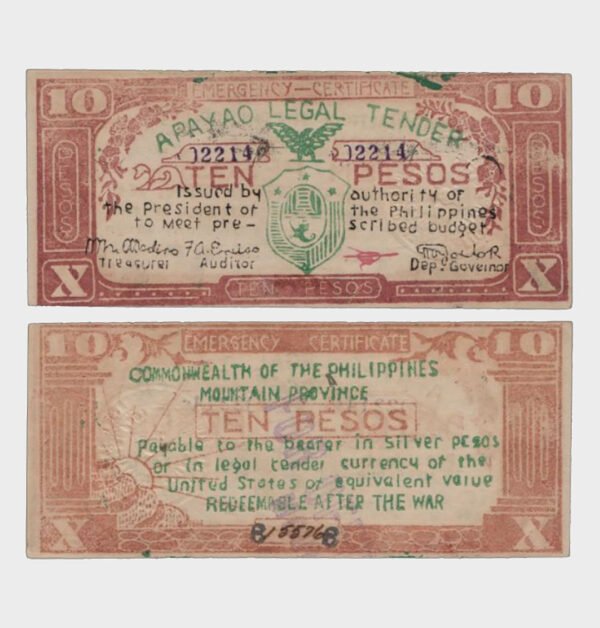 10 EMERGENCY—CERTIFICATE 10
APAYAO LEGAL TENDER
02214 02214
TEN PESOS
Issued by authority of
the President of the Philippines
to meet pre- scribed budget.
PESOS PESOS
Treasurer Auditor Dep. Governor
X TEN PESOS X
10 EMERGENCY CERTIFICATE 10
COMMONWEALTH OF THE PHILIPPINES
MOUNTAIN PROVINCE
TEN PESOS
Payable to the bearer in silver pesos
or in legal tender currency of the
United States of equivalent value
REDEEMABLE AFTER THE WAR
X B15576B X